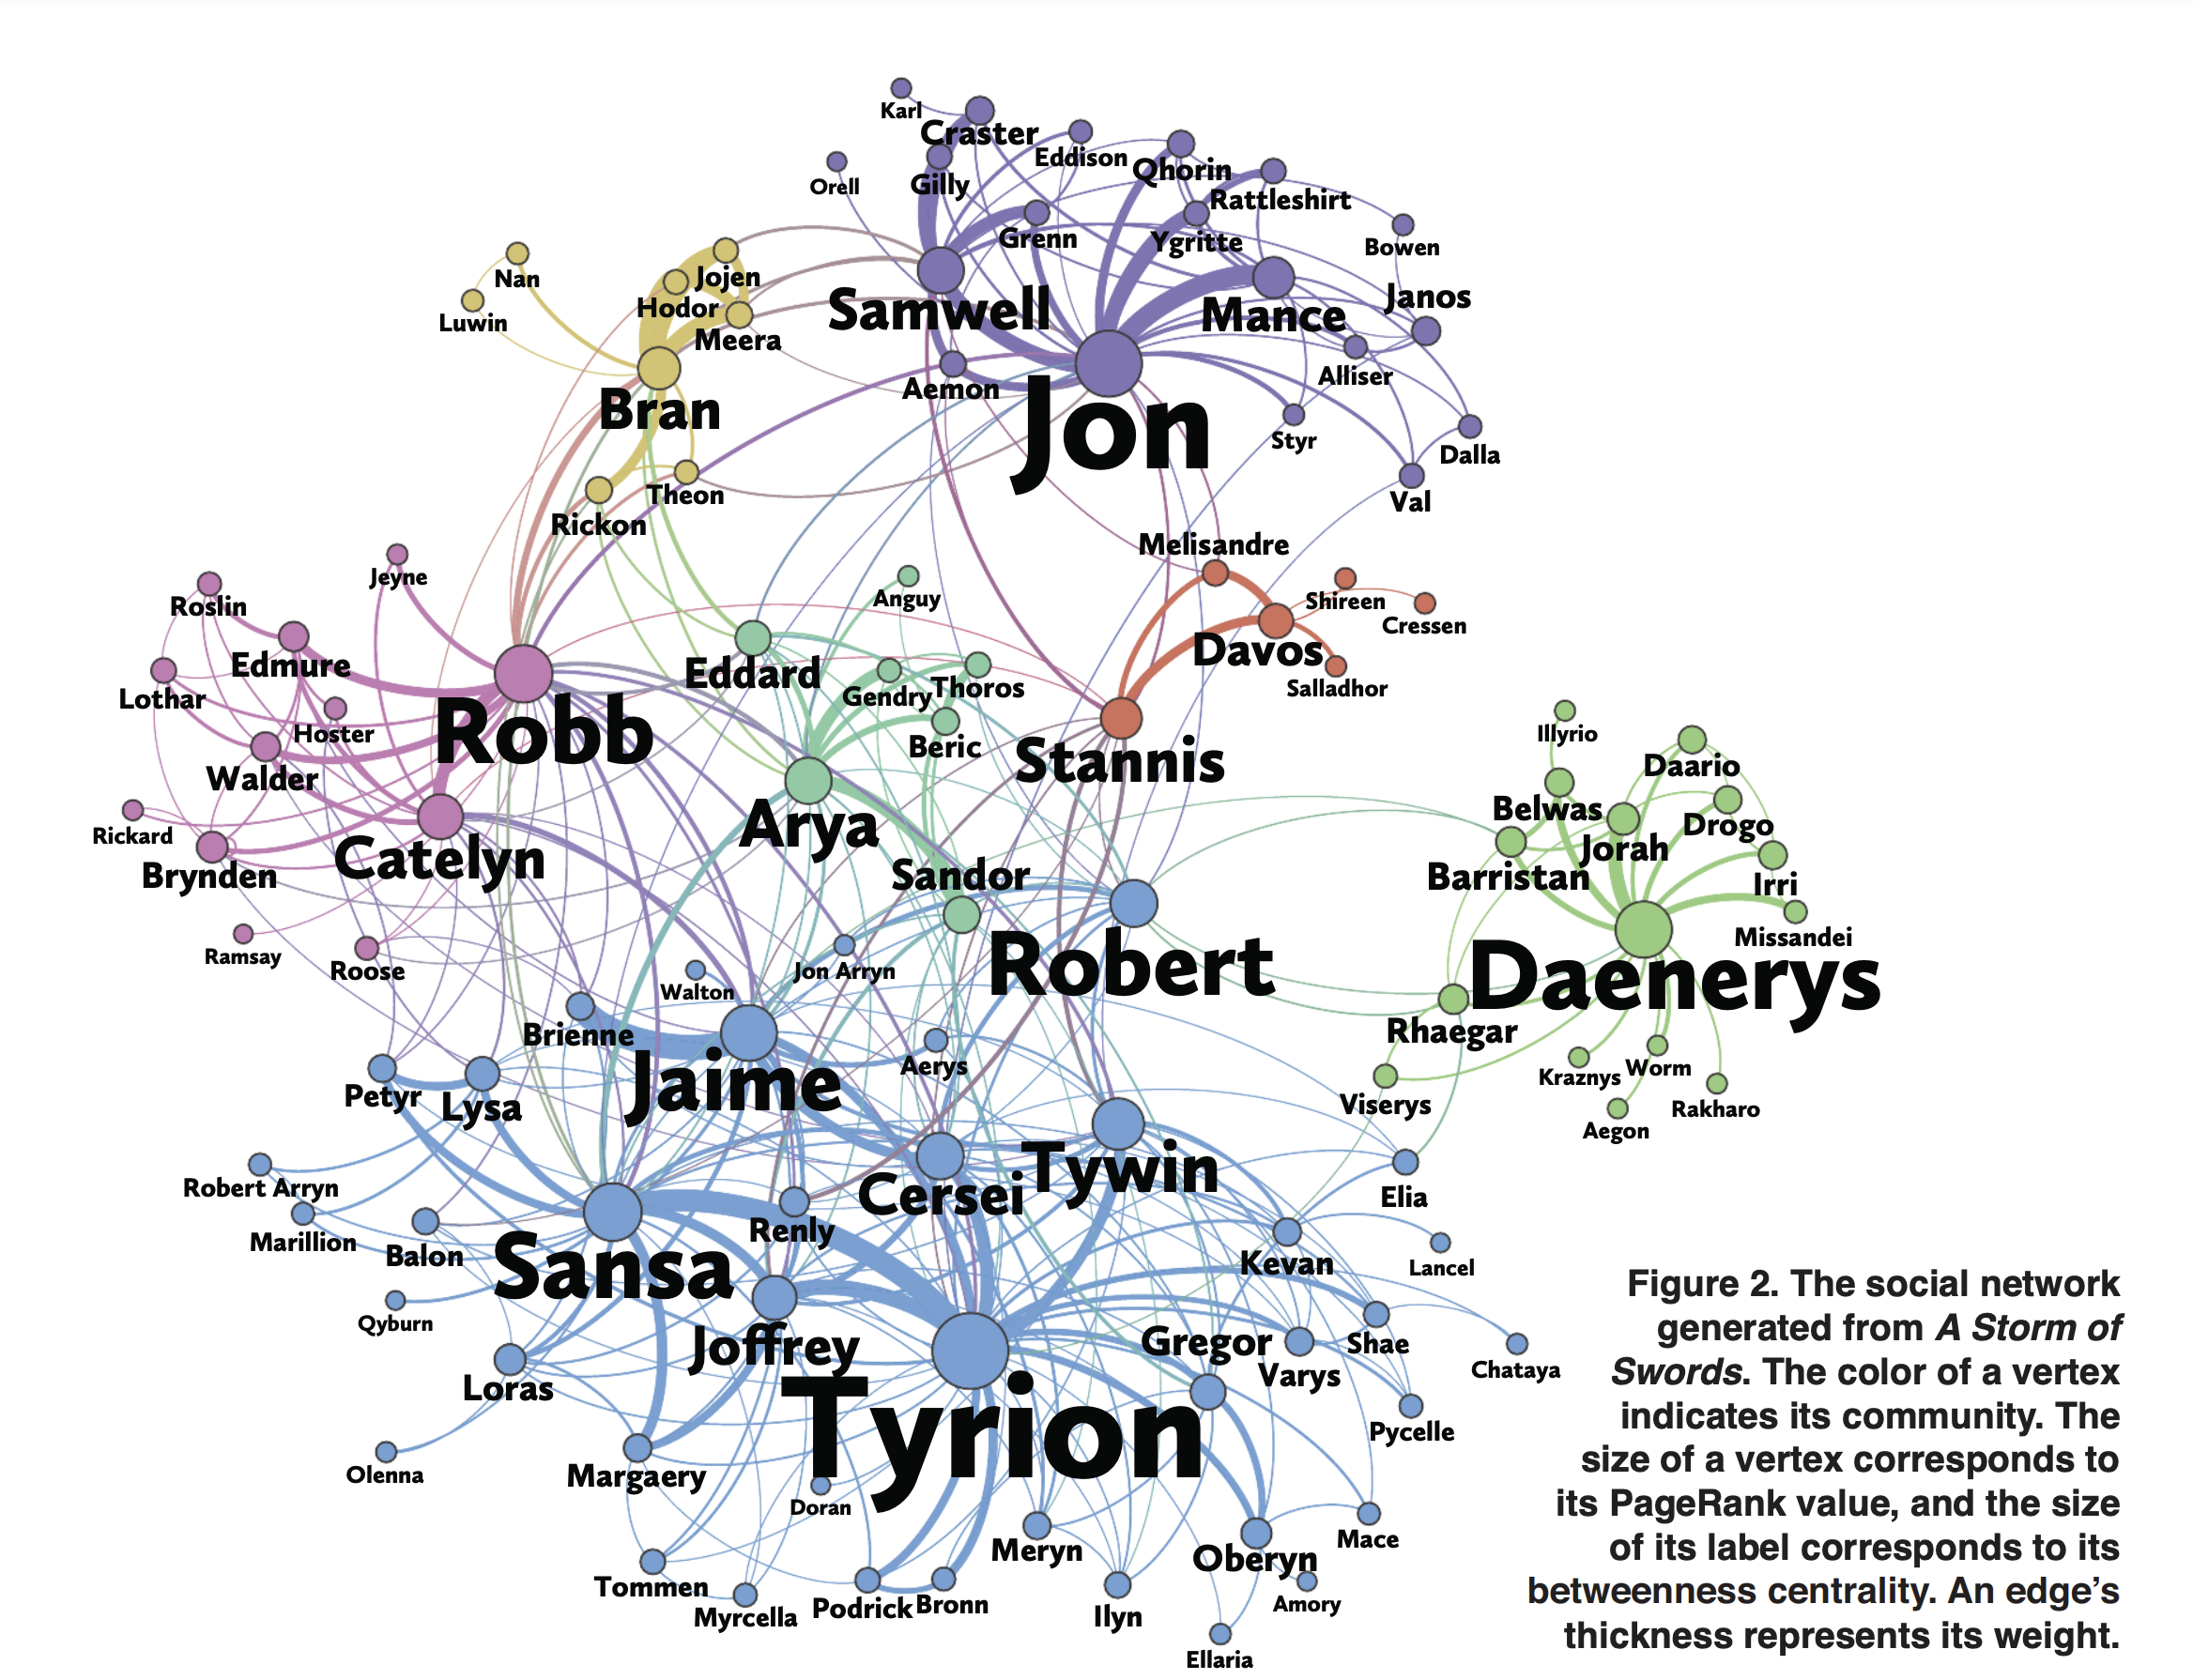 Karl
Craster
Eddison
Qhorin
Orell
Gilly
Rattleshirt
Grenn
Ygritte
Bowen
Nan
Jojen
Hodor
Luwin
Meera
Samwell
Mance
Janos
Aemon
Alliser
Bran
Jon
Styr
Dalla
Theon
Val
Rickon
Melisandre
Jeyne
Anguy
Shireen
Roslin
Cressen
Edmure
Eddard
Davos
Gendry
Thoros
Salladhor
Lothar
Hoster
Robb
Beric
Stannis
Illyrio
Walder
Daario
Belwas
Drogo
Rickard
Arya
Jorah
Catelyn
Brynden
Sandor
Barristan
Irri
Missandei
Ramsay
Roose
Jon Arryn
Robert
Daenerys
Walton
Brienne
Rhaegar
Jaime
Aerys
Kraznys
Worm
Petyr
Lysa
Viserys
Rakharo
Aegon
Robert Arryn
Cersei
Tywin
Elia
Renly
Marillion
Balon
Sansa
Kevan
Lancel
Qyburn
Joffrey
Gregor
Shae
Varys
Chataya
Loras
Tyrion
Pycelle
Olenna
Margaery
Doran
Mace
Meryn
Oberyn
Tommen
Myrcella
Podrick
Bronn
Ilyn
Amory
Ellaria
Figure 2. The social network
generated from A Storm of
Swords. The color of a vertex
indicates its community. The
size of a vertex corresponds to
its PageRank value, and the size
of its label corresponds to its
betweenness centrality. An edge’s
thickness represents its weight.